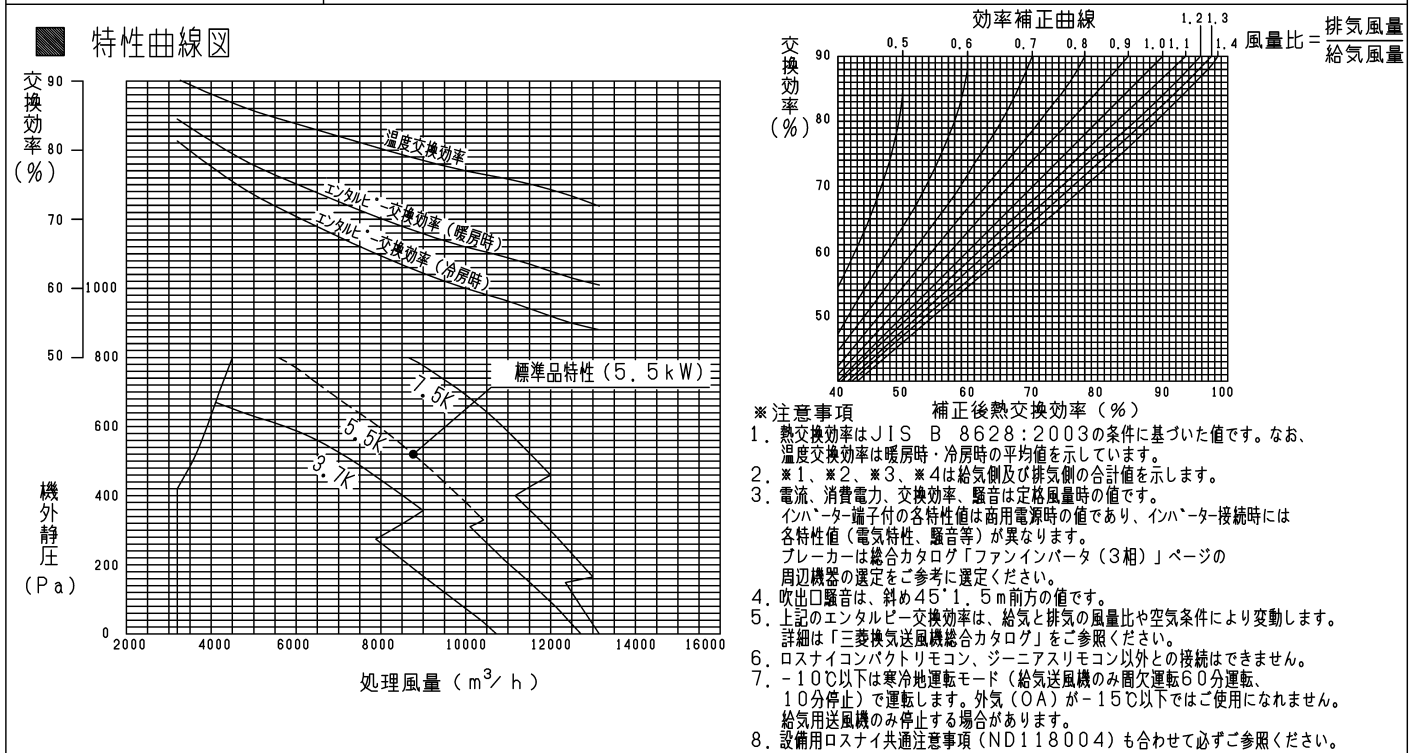 ■ 特性曲線図
交換効率(%)
90
80
70
60
50
1000
800
600
400
200
0
機外静圧(Pa)
温度交換効率
エンタルピー交換効率(暖房時)
エンタルピー交換効率(冷房時)
標準品特性(5.5kW)
7.5K
5.5K
3.7K
2000 4000 6000 8000 10000 12000 14000 16000
処理風量(m³/h)
効率補正曲線
風量比=排気風量/給気風量
0.5 0.6 0.7 0.8 0.9 1.0 1.1 1.2 1.3 1.4
交換効率(%)
90
80
70
60
50
40 50 60 70 80 90 100
補正後熱交換効率(%)
※注意事項
1.熱交換効率はJIS B 8628:2003の条件に基づいた値です。なお、
温度交換効率は暖房時・冷房時の平均値を示しています。
2.※1、※2、※3、※4は給気側及び排気側の合計値を示します。
3.電流、消費電力、交換効率、騒音は定格風量時の値です。
インバーター端子付の各特性値は商用電源時の値であり、インバーター接続時には
各特性値(電気特性、騒音等)が異なります。
ブレーカーは総合カタログ「ファンインバータ(3相)」ページの
周辺機器の選定をご参考に選定ください。
4.吹出口騒音は、斜め45°1.5m前方の値です。
5.上記のエンタルピー交換効率は、給気と排気の風量比や空気条件により変動します。
詳細は「三菱換気送風機総合カタログ」をご参照ください。
6.ロスナイコンパクトリモコン、ジーニアスリモコン以外との接続はできません。
7.-10℃以下は寒冷地運転モード(給気送風機のみ間欠運転60分運転、
10分停止)で運転します。外気(OA)が-15℃以下ではご使用になれません。
給気用送風機のみ停止する場合があります。
8.設備用ロスナイ共通注意事項(ND118004)も合わせて必ずご参照ください。